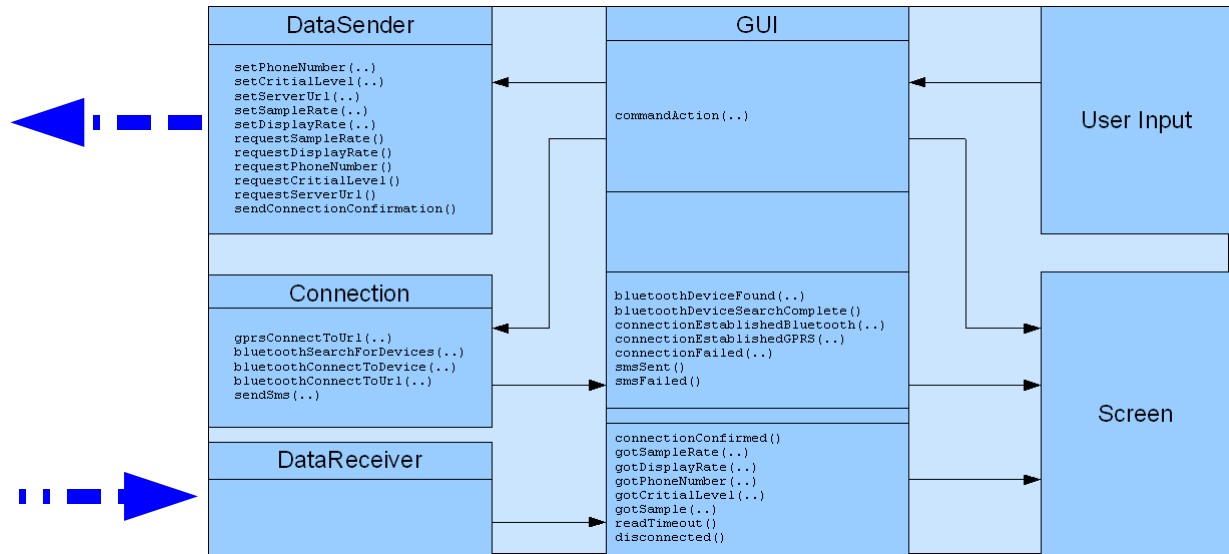 DataSender
setPhoneNumber(..)
setCritialLevel(..)
setServerUrl(..)
setSampleRate(..)
setDisplayRate(..)
requestSampleRate()
requestDisplayRate()
requestPhoneNumber()
requestCritialLevel()
requestServerUrl()
sendConnectionConfirmation()
GUI
commandAction(..)
User Input
Connection
gprsConnectToUrl(..)
bluetoothSearchForDevices(..)
bluetoothConnectToDevice(..)
bluetoothConnectToUrl(..)
sendSms(..)
bluetoothDeviceFound(..)
bluetoothDeviceSearchComplete()
connectionEstablishedBluetooth(..)
connectionEstablishedGPRS(..)
connectionFailed(..)
smsSent()
smsFailed()
Screen
DataReceiver
connectionConfirmed()
gotSampleRate(..)
gotDisplayRate(..)
gotPhoneNumber(..)
gotCritialLevel(..)
gotSample(..)
readTimeout()
disconnected()